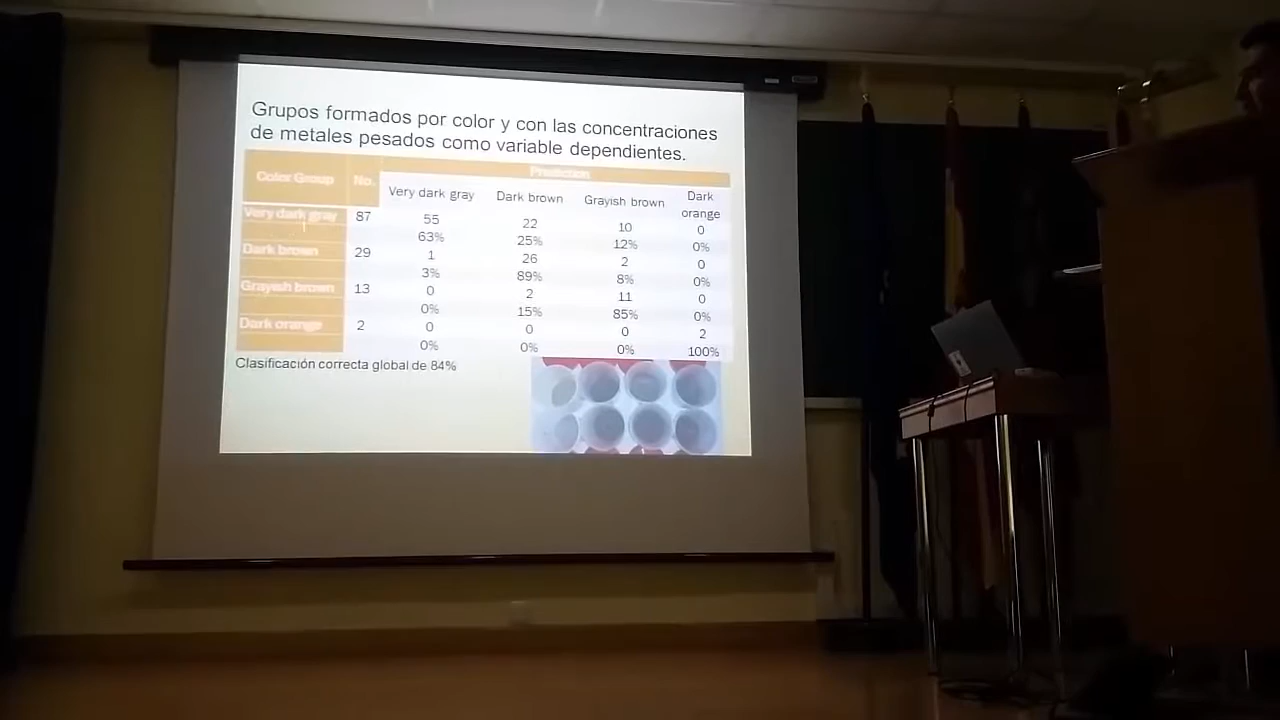 Grupos formados por color y con las concentraciones
de metales pesados como variable dependientes.
Color Group No. Prediction
Very dark gray Dark brown Grayish brown Dark orange
Very dark gray 87 55 22 10 0
63% 25% 12% 0%
Dark brown 29 1 26 2 0
3% 89% 8% 0%
Grayish brown 13 0 2 11 0
0% 15% 85% 0%
Dark orange 2 0 0 0 2
0% 0% 0% 100%
Clasificación correcta global de 84%